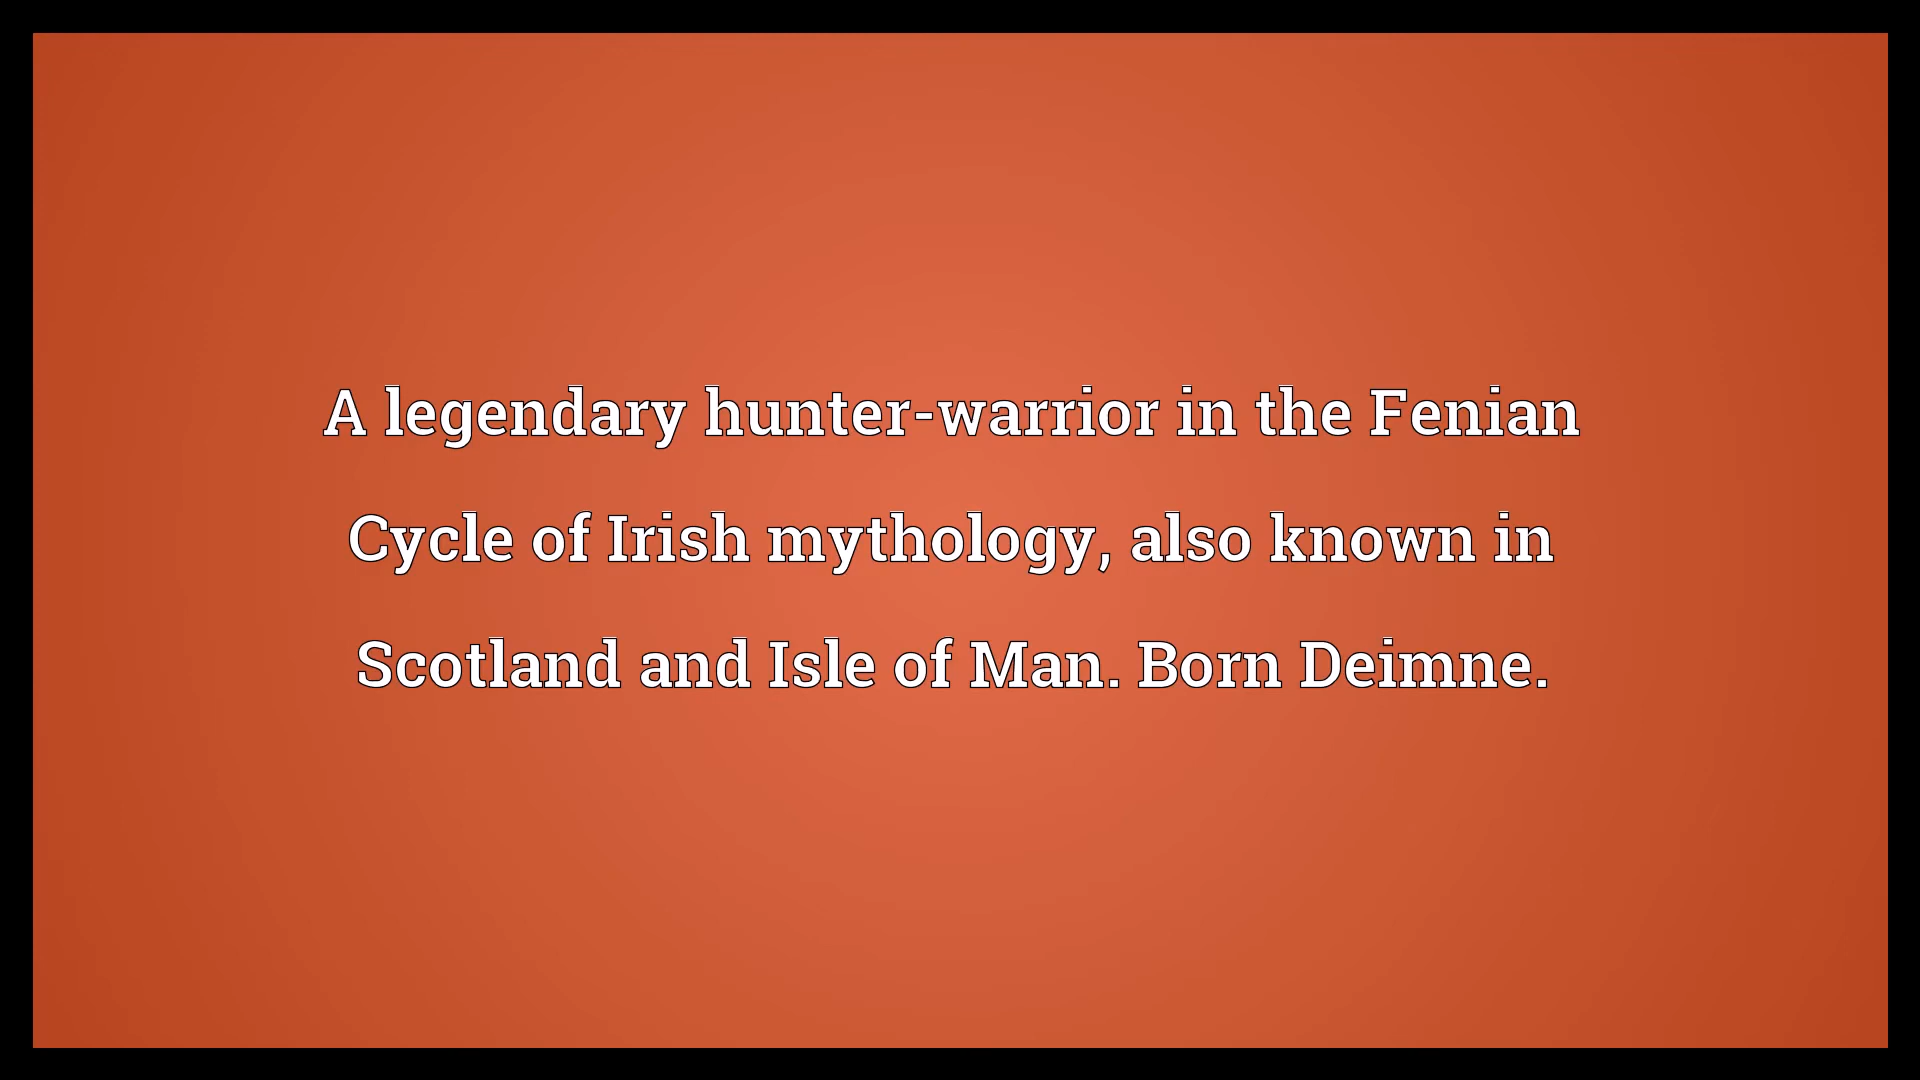 A legendary hunter-warrior in the Fenian
Cycle of Irish mythology, also known in
Scotland and Isle of Man. Born Deimne.